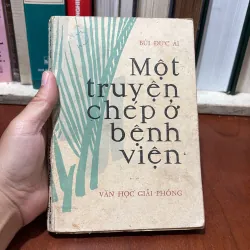 BÙI ĐỨC ÁI
Một
truyện
chép ở
bệnh
viện
VĂN HỌC GIẢI PHÓNG